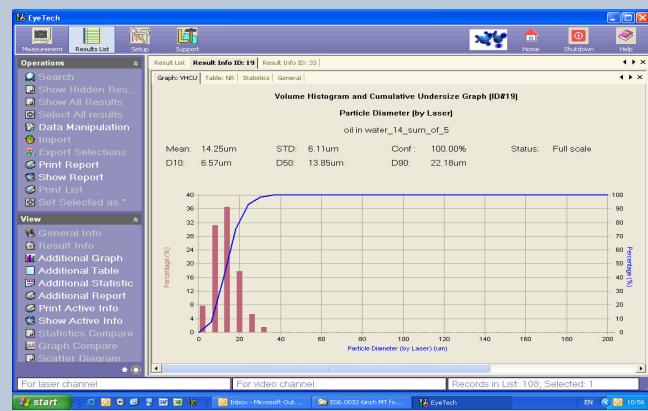 EyeTech
Measurement Results List Setup Support Home Shutdown Help
Operations
Search
Show Hidden Res...
Show All Results
Select All results
Data Manipulation
Import
Export Selections
Print Report
Show Report
Print List
Set Selected as "...
View
General Info
Result Info
Additional Graph
Additional Table
Additional Statistic
Additional Report
Print Active Info
Show Active Info
Statistics Compare
Graph Compare
Scatter Diagram
Result List Result Info ID: 19 Result Info ID: 33
Graph: VHCU Table: NR Statistics General
Volume Histogram and Cumulative Undersize Graph (ID#19)
Particle Diameter (by Laser)
oil in water_14_sum_of_5
Mean: 14.25um STD: 6.11um Conf: 100.00% Status: Full scale
D10: 6.57um D50: 13.85um D90: 22.18um
Percentage (%)
40
36
32
28
24
20
16
12
8
4
0
100
90
80
70
60
50
40
30
20
10
0
Percentage (%)
0 20 40 60 80 100 120 140 160 180 200
Particle Diameter (by Laser) (um)
For laser channel For video channel Records in List: 108; Selected: 1
start Inbox - Microsoft Out... E06.0032 6inch MT fo... EyeTech EN 10:56